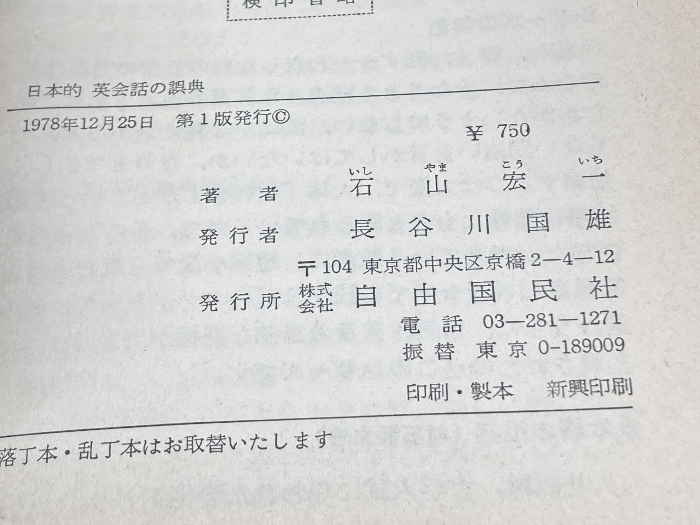 検印省略
日本的 英会話の誤典
1978年12月25日 第1版発行©
¥ 750
いし やま こう いち
著者 石山宏一
発行者 長谷川国雄
〒104 東京都中央区京橋2-4-12
発行所 株式会社 自由国民社
電話 03-281-1271
振替 東京 0-189009
印刷・製本 新興印刷
落丁本・乱丁本はお取替いたします